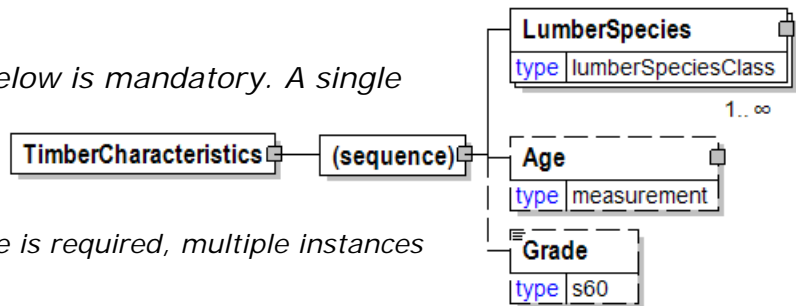 LumberSpecies
type lumberSpeciesClass
elow is mandatory. A single
1.. ∞
TimberCharacteristics (sequence) Age
type measurement
e is required, multiple instances
Grade
type s60